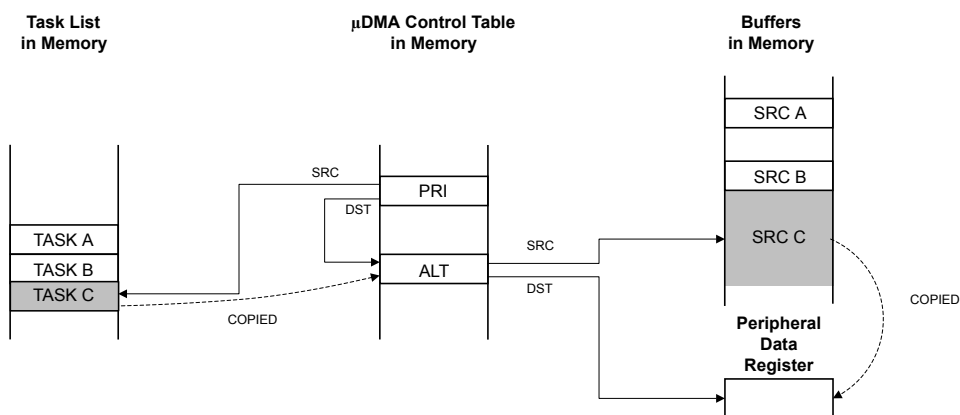 Task List
in Memory
µDMA Control Table
in Memory
Buffers
in Memory
SRC A
SRC B
SRC
PRI
DST
TASK A
SRC C
SRC
TASK B
ALT
DST
TASK C
COPIED
COPIED
Peripheral
Data
Register